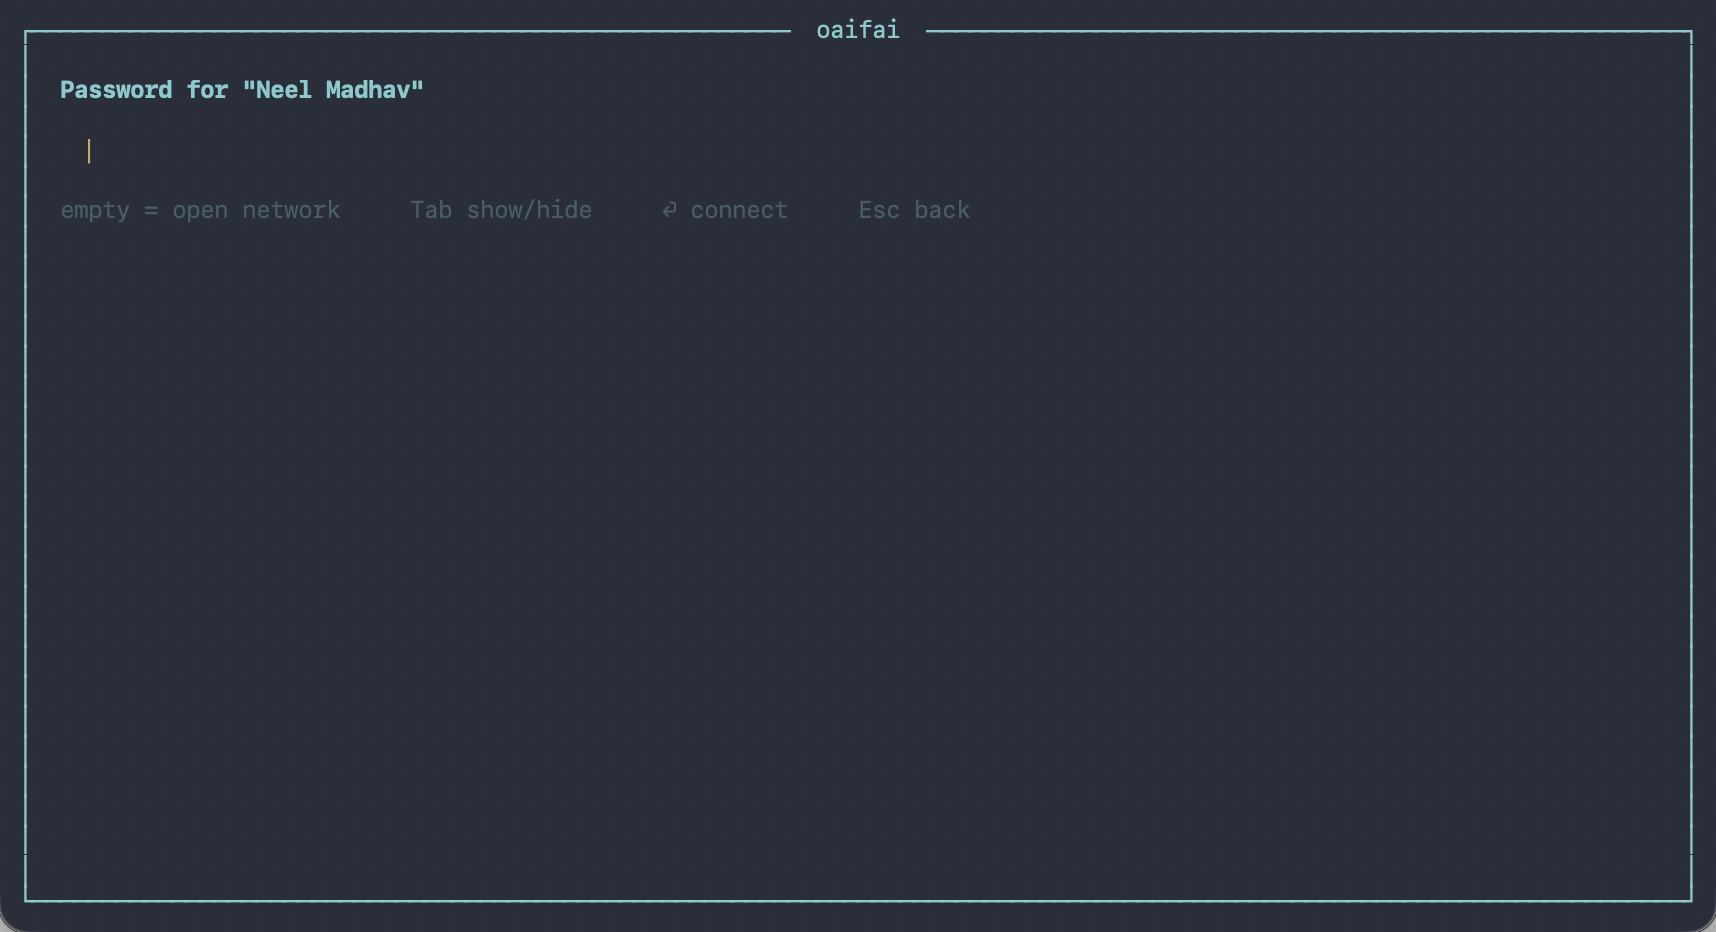 oaifai
Password for "Neel Madhav"
empty = open network Tab show/hide ⏎ connect Esc back